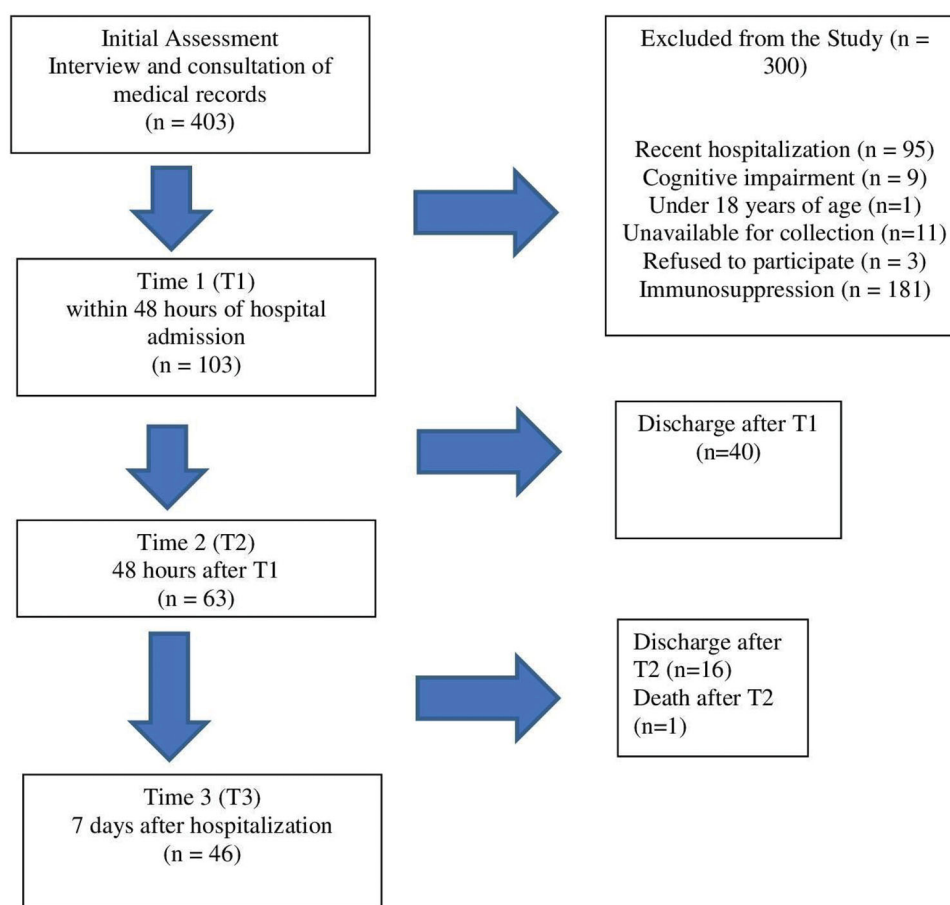 Initial Assessment
Interview and consultation of
medical records
(n = 403)
Excluded from the Study (n =
300)
Recent hospitalization (n = 95)
Cognitive impairment (n = 9)
Under 18 years of age (n=1)
Unavailable for collection (n=11)
Refused to participate (n = 3)
Immunosuppression (n = 181)
Time 1 (T1)
within 48 hours of hospital
admission
(n = 103)
Discharge after T1
(n=40)
Time 2 (T2)
48 hours after T1
(n = 63)
Discharge after
T2 (n=16)
Death after T2
(n=1)
Time 3 (T3)
7 days after hospitalization
(n = 46)